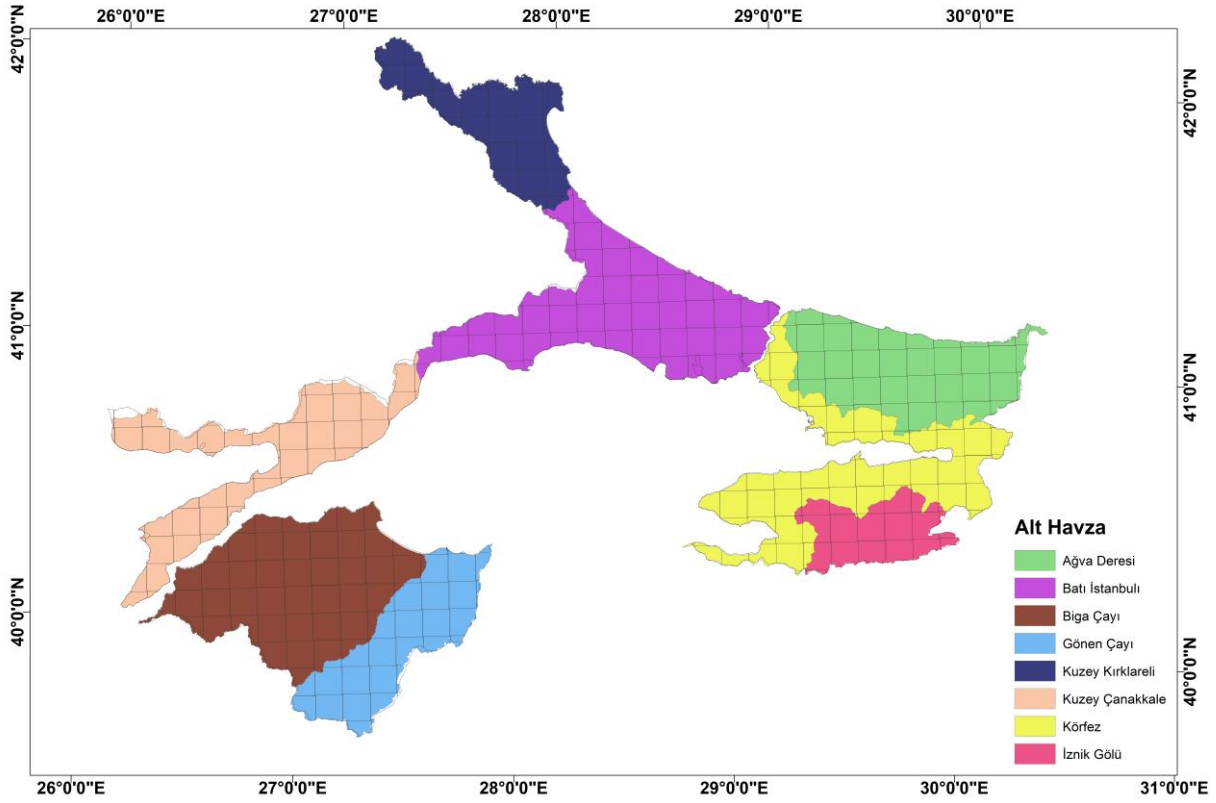 26°0'0"E 27°0'0"E 28°0'0"E 29°0'0"E 30°0'0"E
42°0'0"N
42°0'0"N
41°0'0"N
41°0'0"N
40°0'0"N
40°0'0"N
Alt Havza
Ağva Deresi
Batı İstanbulı
Biga Çayı
Gönen Çayı
Kuzey Kırklareli
Kuzey Çanakkale
Körfez
İznik Gölü
26°0'0"E 27°0'0"E 28°0'0"E 29°0'0"E 30°0'0"E 31°0'0"E